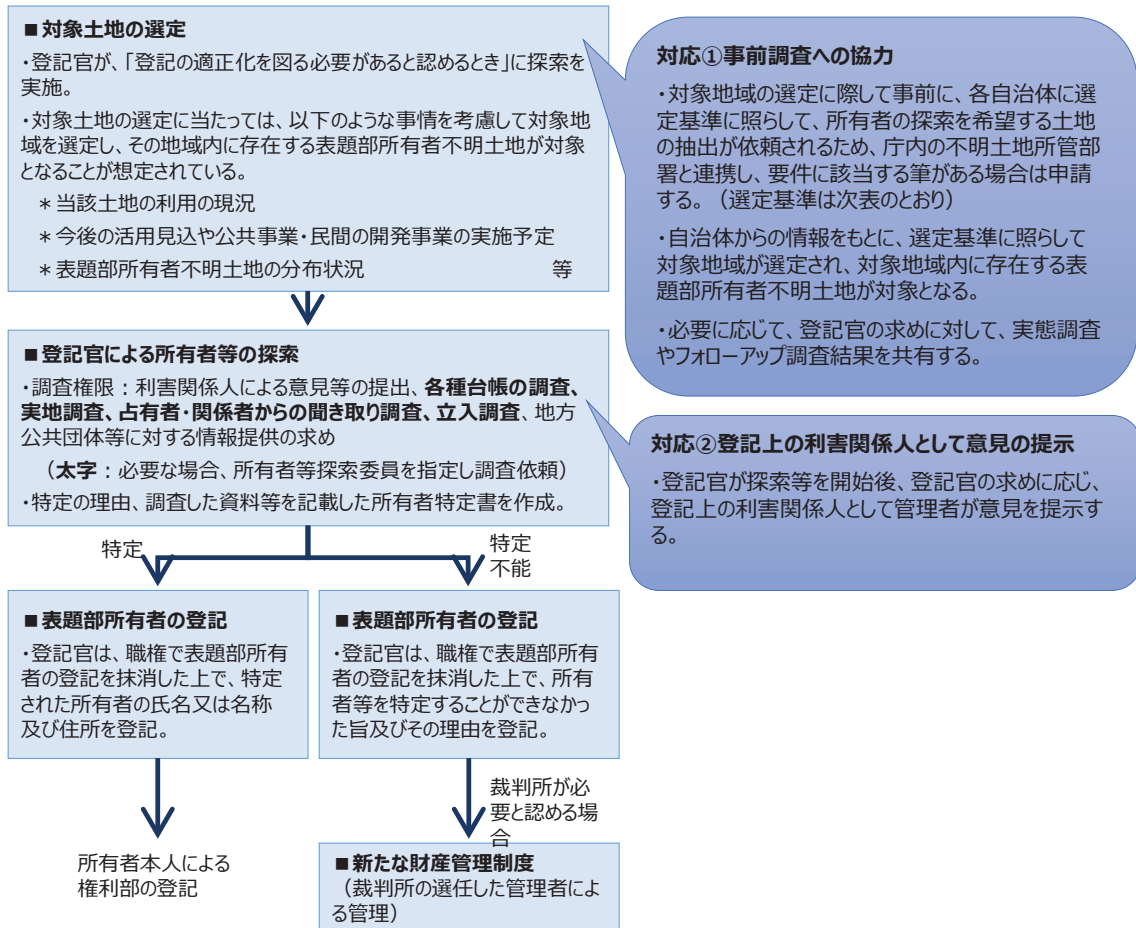 ■対象土地の選定
・登記官が、「登記の適正化を図る必要があると認めるとき」に探索を
実施。
・対象土地の選定に当たっては、以下のような事情を考慮して対象地
域を選定し、その地域内に存在する表題部所有者不明土地が対象
となることが想定されている。
＊当該土地の利用の現況
＊今後の活用見込や公共事業・民間の開発事業の実施予定
＊表題部所有者不明土地の分布状況 等
対応①事前調査への協力
・対象地域の選定に際して事前に、各自治体に選
定基準に照らして、所有者の探索を希望する土地
の抽出が依頼されるため、庁内の不明土地所管部
署と連携し、要件に該当する筆がある場合は申請
する。（選定基準は次表のとおり）
・自治体からの情報をもとに、選定基準に照らして
対象地域が選定され、対象地域内に存在する表
題部所有者不明土地が対象となる。
・必要に応じて、登記官の求めに対して、実態調査
やフォローアップ調査結果を共有する。
■登記官による所有者等の探索
・調査権限：利害関係人による意見等の提出、各種台帳の調査、
実地調査、占有者・関係者からの聞き取り調査、立入調査、地方
公共団体等に対する情報提供の求め
（太字：必要な場合、所有者等探索委員を指定し調査依頼）
・特定の理由、調査した資料等を記載した所有者特定書を作成。
対応②登記上の利害関係人として意見の提示
・登記官が探索等を開始後、登記官の求めに応じ、
登記上の利害関係人として管理者が意見を提示す
る。
特定
特定
不能
■表題部所有者の登記
・登記官は、職権で表題部所有
者の登記を抹消した上で、特定
された所有者の氏名又は名称
及び住所を登記。
■表題部所有者の登記
・登記官は、職権で表題部所有
者の登記を抹消した上で、所有
者等を特定することができなかっ
た旨及びその理由を登記。
裁判所が必
要と認める場
合
所有者本人による
権利部の登記
■新たな財産管理制度
（裁判所の選任した管理者によ
る管理）